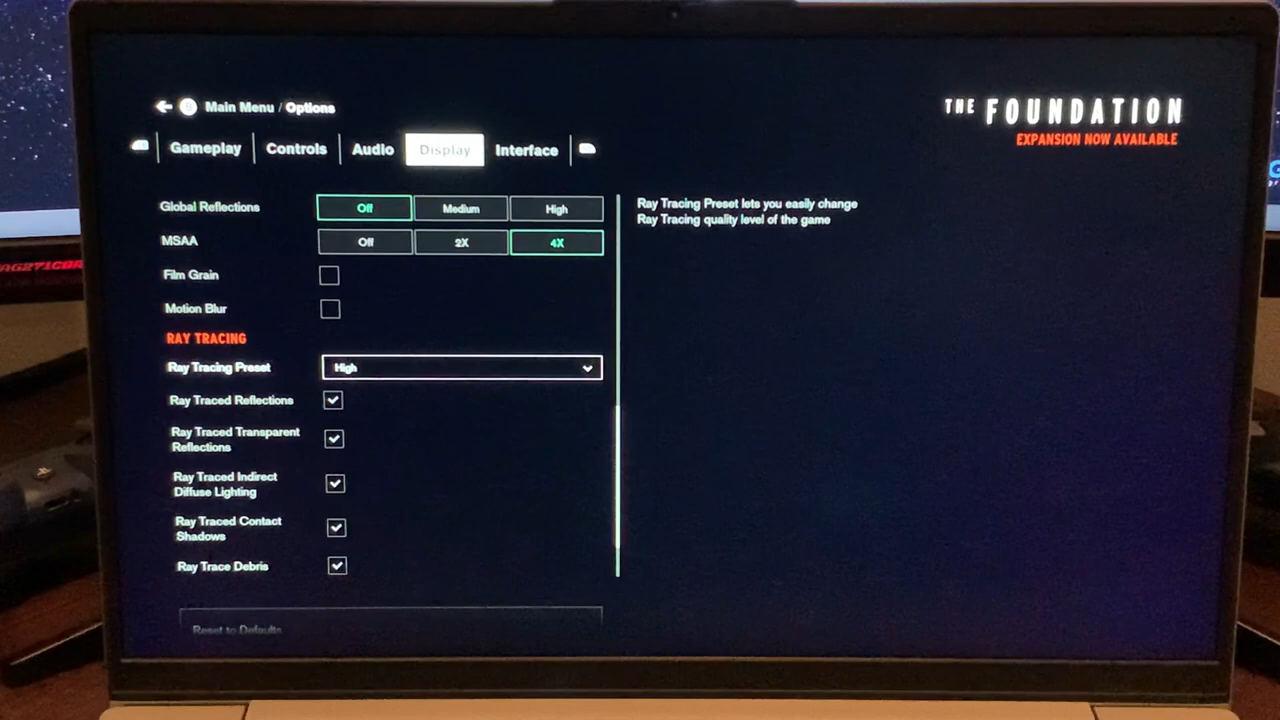 Main Menu / Options
THE FOUNDATION
EXPANSION NOW AVAILABLE
Gameplay Controls Audio Display Interface
Global Reflections Off Medium High
MSAA Off 2X 4X
Film Grain
Motion Blur
RAY TRACING
Ray Tracing Preset High
Ray Traced Reflections
Ray Traced Transparent
Reflections
Ray Traced Indirect
Diffuse Lighting
Ray Traced Contact
Shadows
Ray Trace Debris
Reset to Defaults
Ray Tracing Preset lets you easily change
Ray Tracing quality level of the game